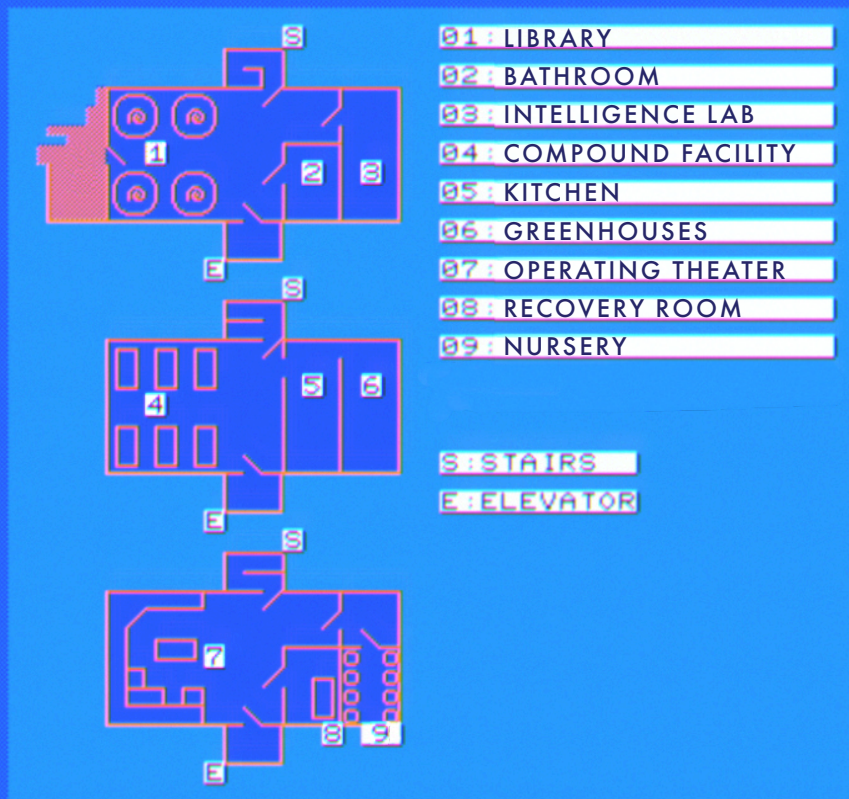 S
1
2
3
E
S
4
5
6
E
S
7
8
9
E
01: LIBRARY
02: BATHROOM
03: INTELLIGENCE LAB
04: COMPOUND FACILITY
05: KITCHEN
06: GREENHOUSES
07: OPERATING THEATER
08: RECOVERY ROOM
09: NURSERY
S:STAIRS
E:ELEVATOR